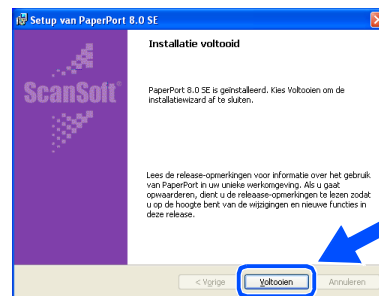 Setup van PaperPort 8.0 SE
Installatie voltooid
ScanSoft®
PaperPort 8.0 SE is geïnstalleerd. Kies Voltooien om de
installatiewizard af te sluiten.
Lees de release-opmerkingen voor informatie over het gebruik
van PaperPort in uw unieke werkomgeving. Als u gaat
opwaarderen, dient u de releaase-opmerkingen te lezen zodat
u op de hoogte bent van de wijzigingen en nieuwe functies in
deze release.
< Vorige
Voltooien
Annuleren